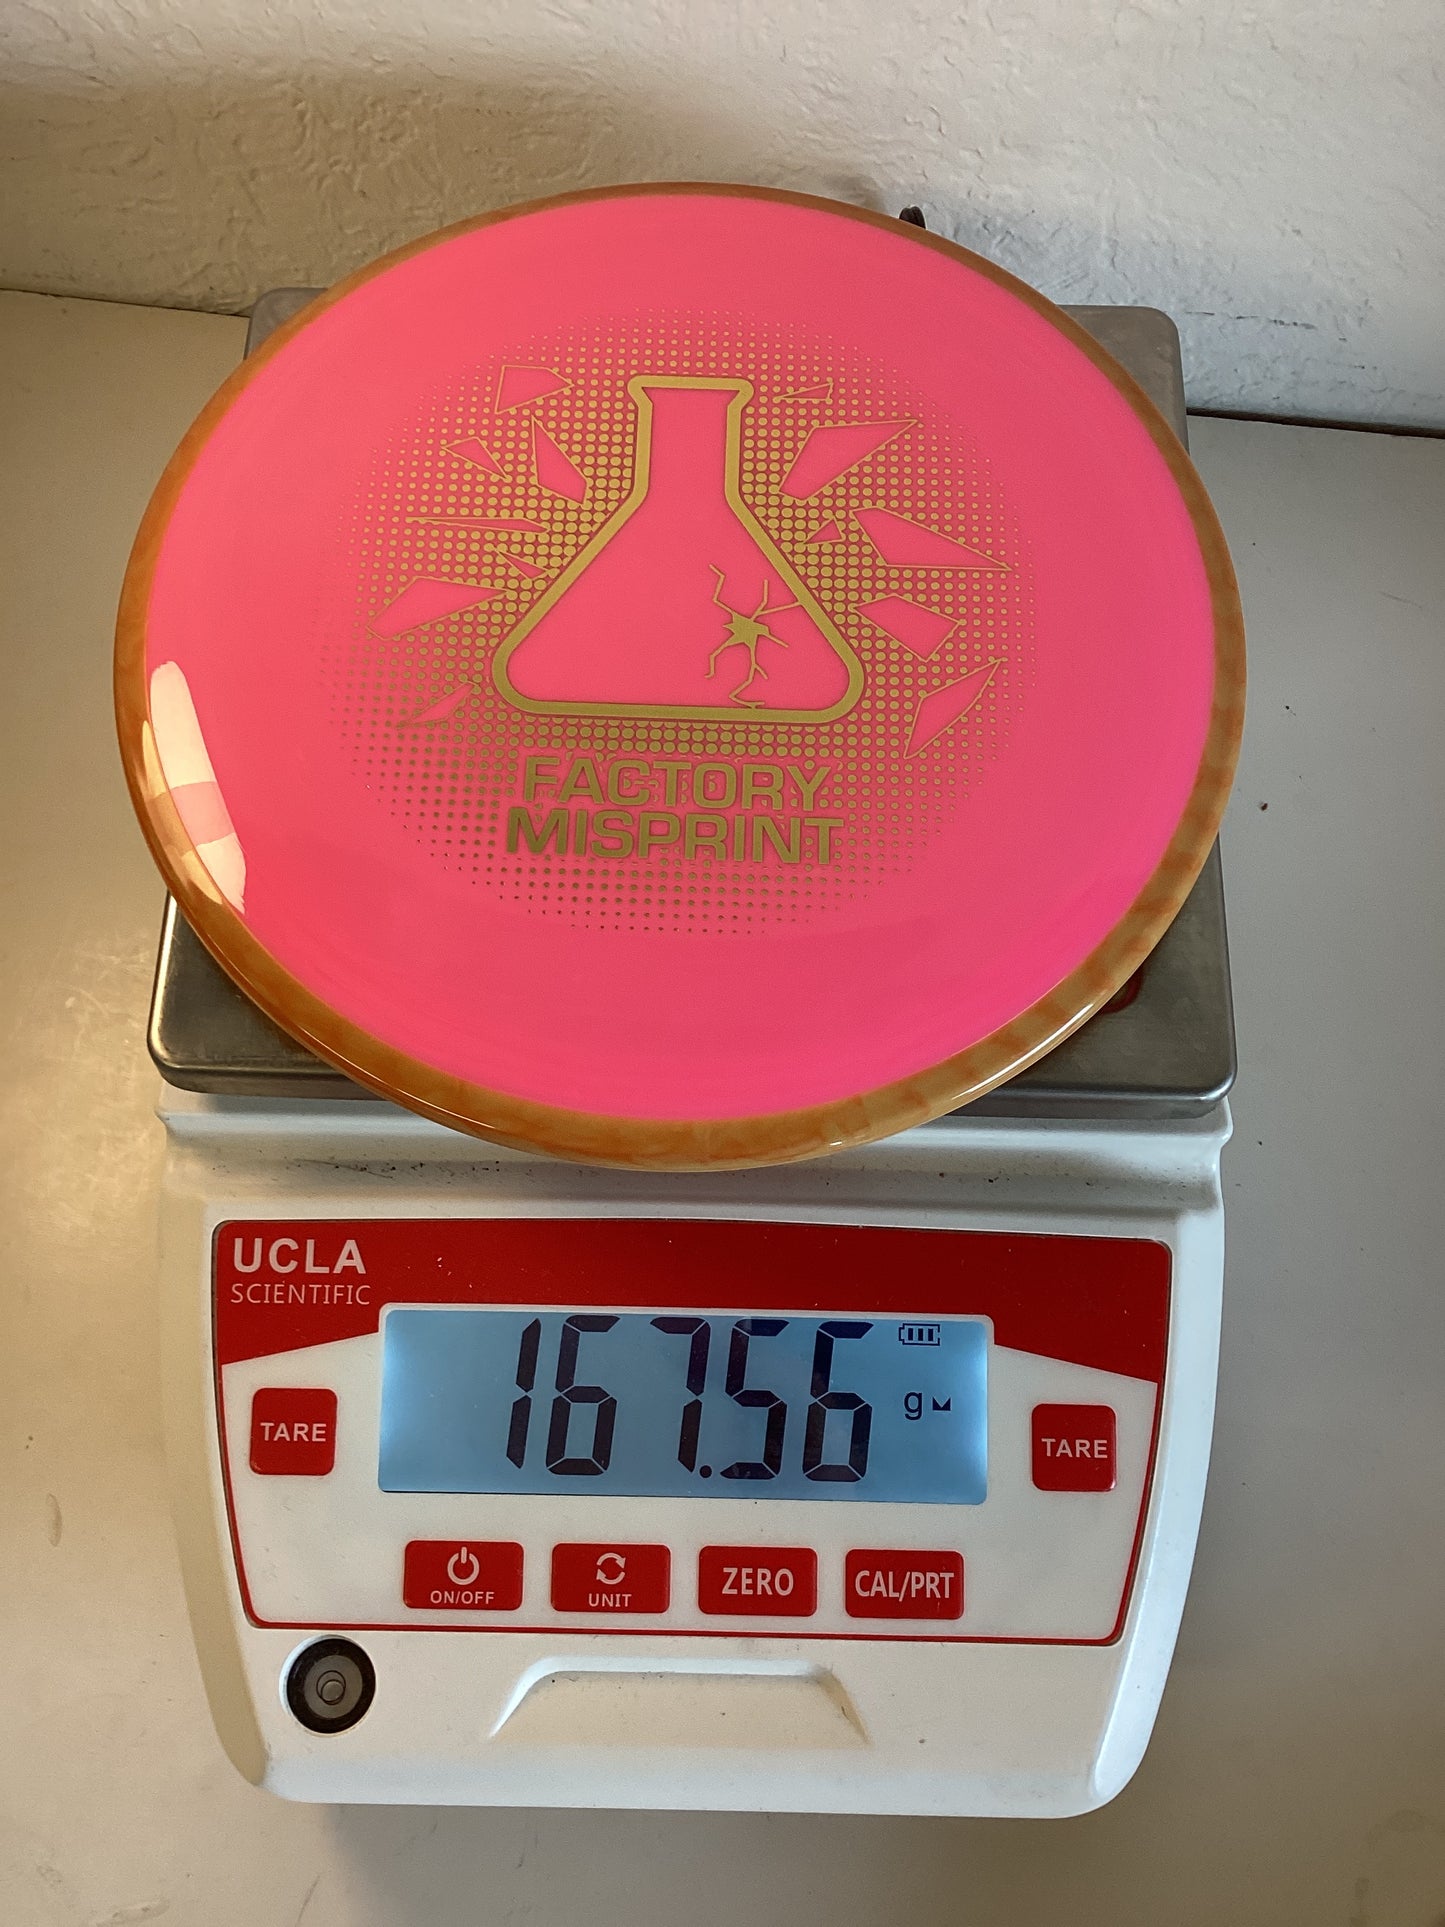 FACTORY
MISPRINT
UCLA
SCIENTIFIC
167.56
g
TARE
TARE
ON/OFF
UNIT
ZERO
CAL/PRT